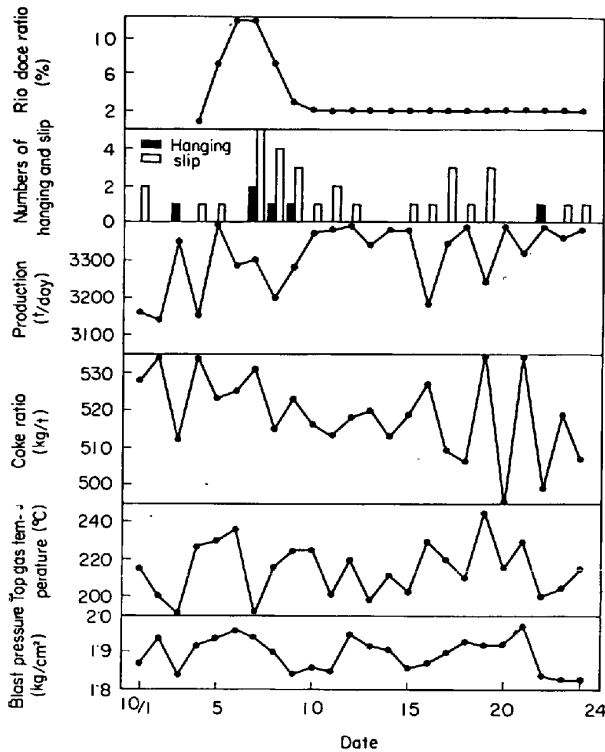 Rio doce ratio
(%)
10
6
2
Numbers of
hanging and slip
4
2
0
Hanging
slip
Production
(t/day)
3300
3200
3100
Coke ratio
(kg/t)
530
520
510
500
Top gas tem-
perature (℃)
240
220
200
Blast pressure
(kg/cm²)
2·0
1·9
1·8
10/1
5
10
15
20
24
Date